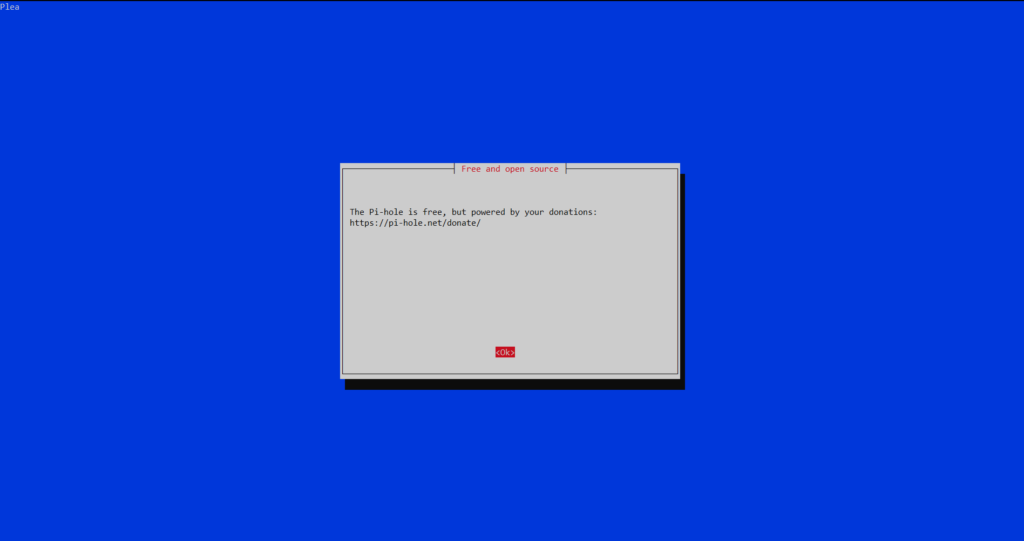 Plea
Free and open source
The Pi-hole is free, but powered by your donations:
https://pi-hole.net/donate/
<Ok>